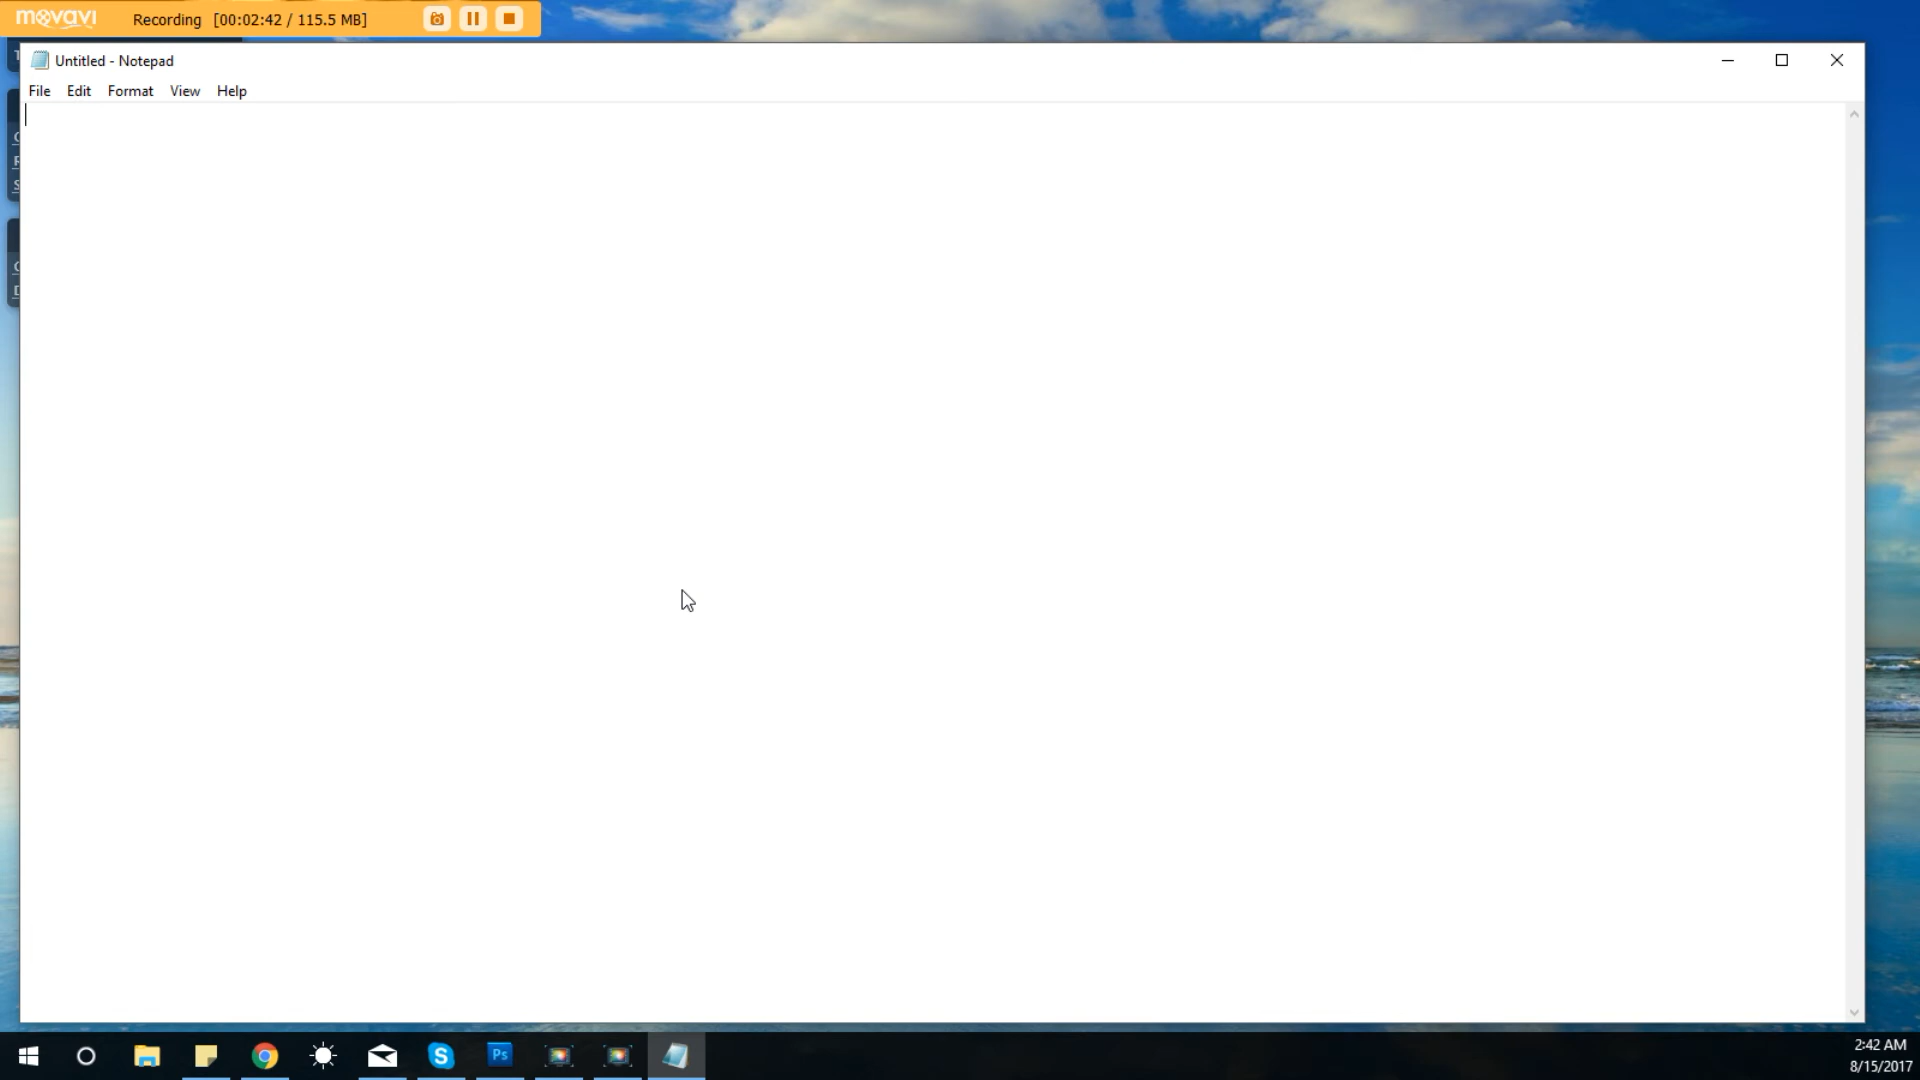 movavi
Recording [00:02:42 / 115.5 MB]
Untitled - Notepad
File Edit Format View Help
S
Ps
2:42 AM
8/15/2017